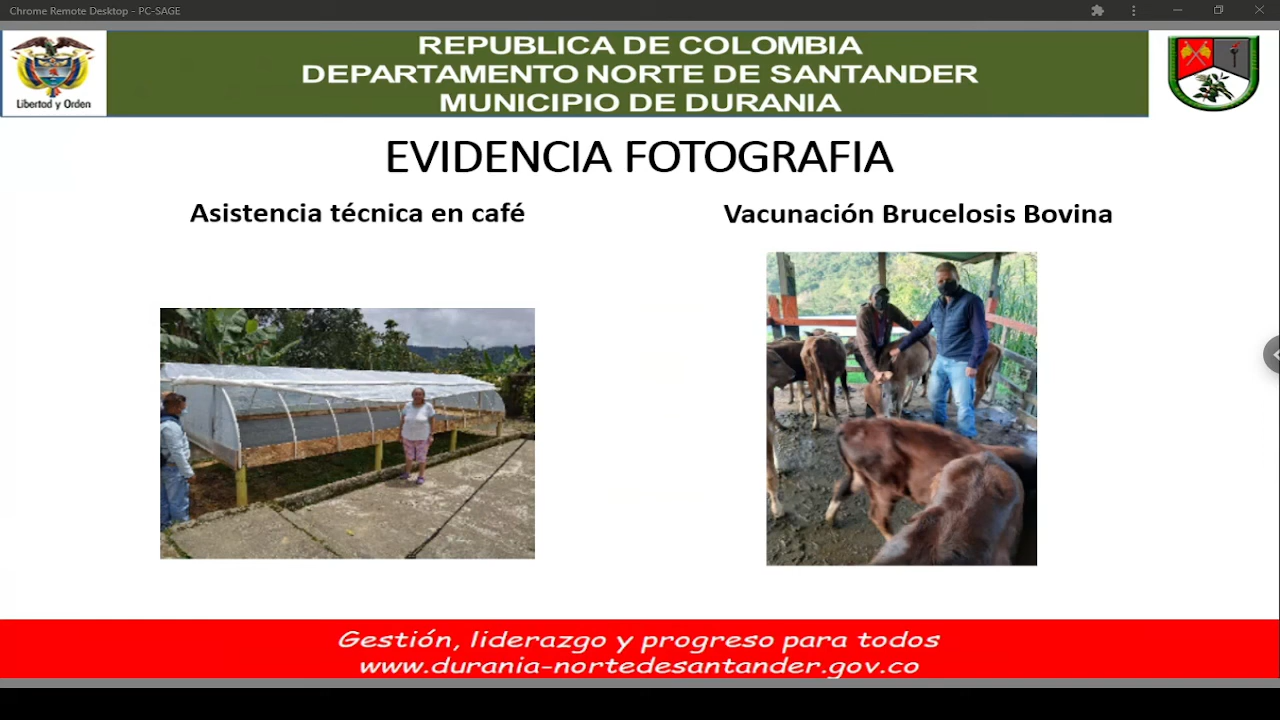 Chrome Remote Desktop - PC-SAGE
REPUBLICA DE COLOMBIA
DEPARTAMENTO NORTE DE SANTANDER
MUNICIPIO DE DURANIA
Libertad y Orden
EVIDENCIA FOTOGRAFIA
Asistencia técnica en café
Vacunación Brucelosis Bovina
Gestión, liderazgo y progreso para todos
www.durania-nortedesantander.gov.co